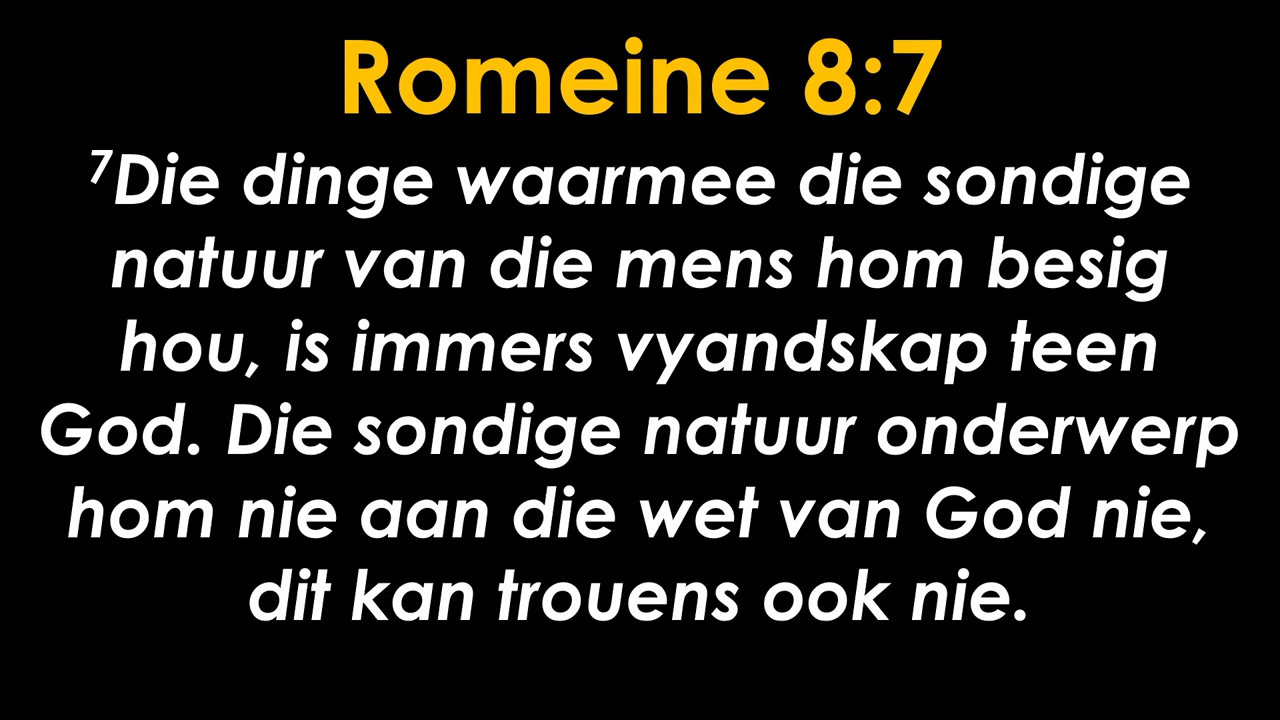 Romeine 8:7
⁷Die dinge waarmee die sondige
natuur van die mens hom besig
hou, is immers vyandskap teen
God. Die sondige natuur onderwerp
hom nie aan die wet van God nie,
dit kan trouens ook nie.